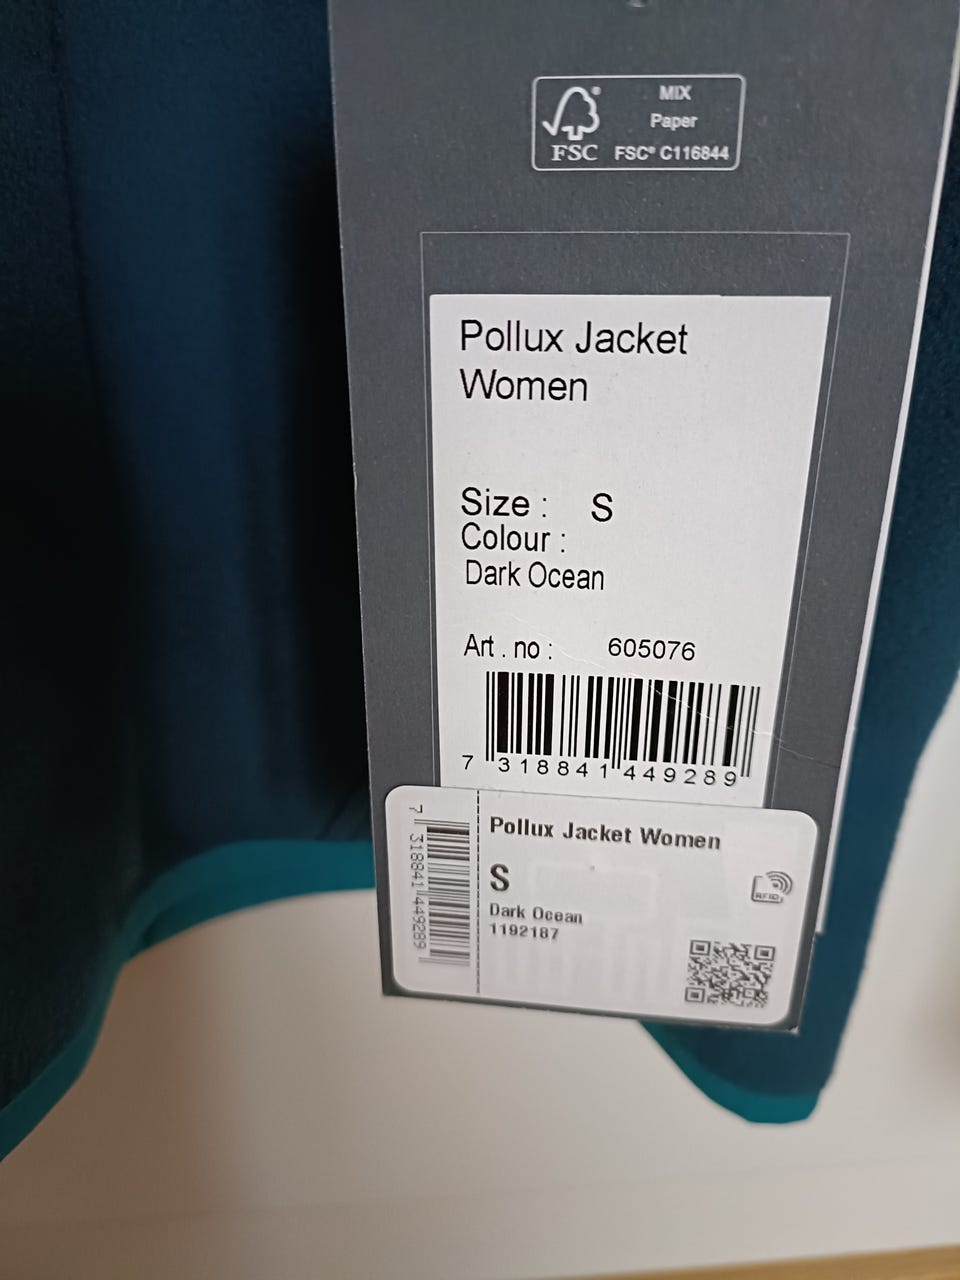 MIX
Paper
FSC
FSC® C116844
Pollux Jacket
Women
Size : S
Colour :
Dark Ocean
Art . no : 605076
7 318841 449289
7 318841 449289
Pollux Jacket Women
S
Dark Ocean
1192187
RFID